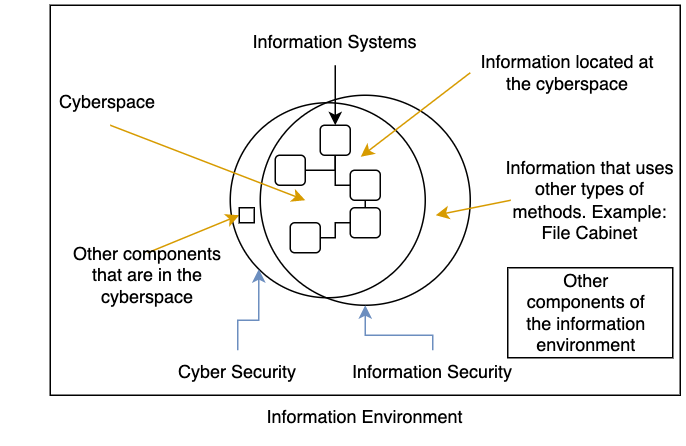 Information Systems
Information located at
the cyberspace
Cyberspace
Information that uses
other types of
methods. Example:
File Cabinet
Other components
that are in the
cyberspace
Other
components of
the information
environment
Cyber Security
Information Security
Information Environment